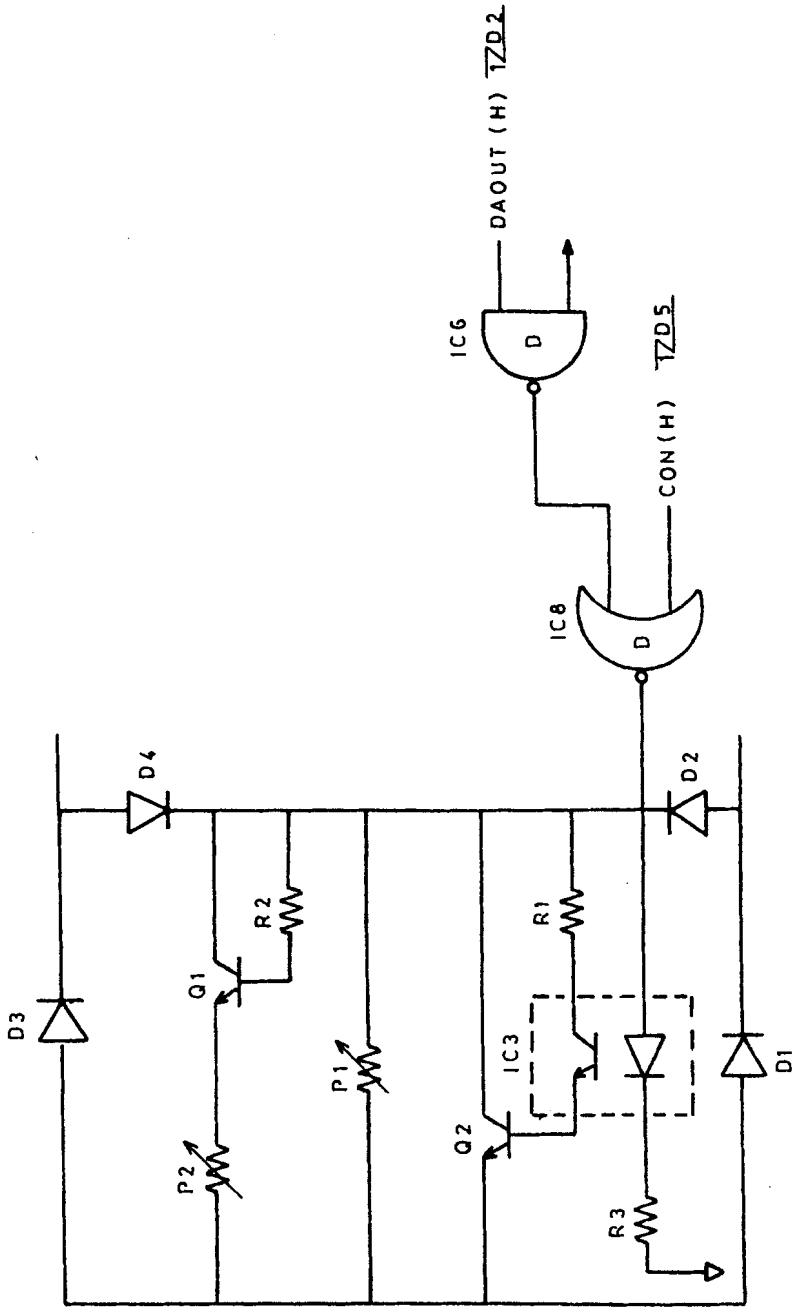 D3
D4
Q1
R2
P2
P1
Q2
R1
IC3
R3
D2
D1
IC8
D
IC6
D
DAOUT (H) 1ZD2
CON(H) 1ZD5